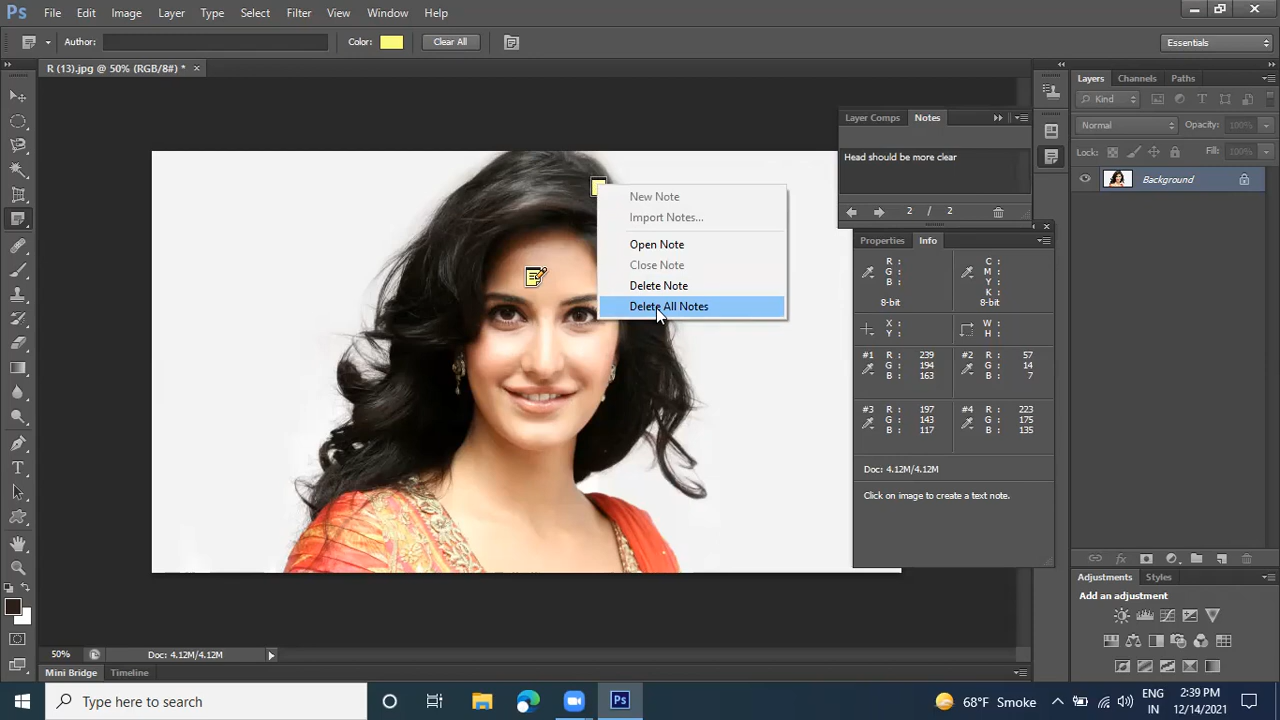 Ps File Edit Image Layer Type Select Filter View Window Help
Author: Color: Clear All Essentials
R (13).jpg @ 50% (RGB/8#) * ×
Layer Comps Notes
Head should be more clear
2 / 2
New Note
Import Notes...
Open Note
Close Note
Delete Note
Delete All Notes
Properties Info
R : C :
G : M :
B : Y :
K :
8-bit 8-bit
X : W :
Y : H :
#1 R : 239 #2 R : 57
G : 194 G : 14
B : 163 B : 7
#3 R : 197 #4 R : 223
G : 143 G : 175
B : 117 B : 135
Doc: 4.12M/4.12M
Click on image to create a text note.
Layers Channels Paths
Kind
Normal Opacity: 100%
Lock: Fill: 100%
Background
Adjustments Styles
Add an adjustment
50% Doc: 4.12M/4.12M
Mini Bridge Timeline
Type here to search
Ps
68°F Smoke
ENG
IN
2:39 PM
12/14/2021